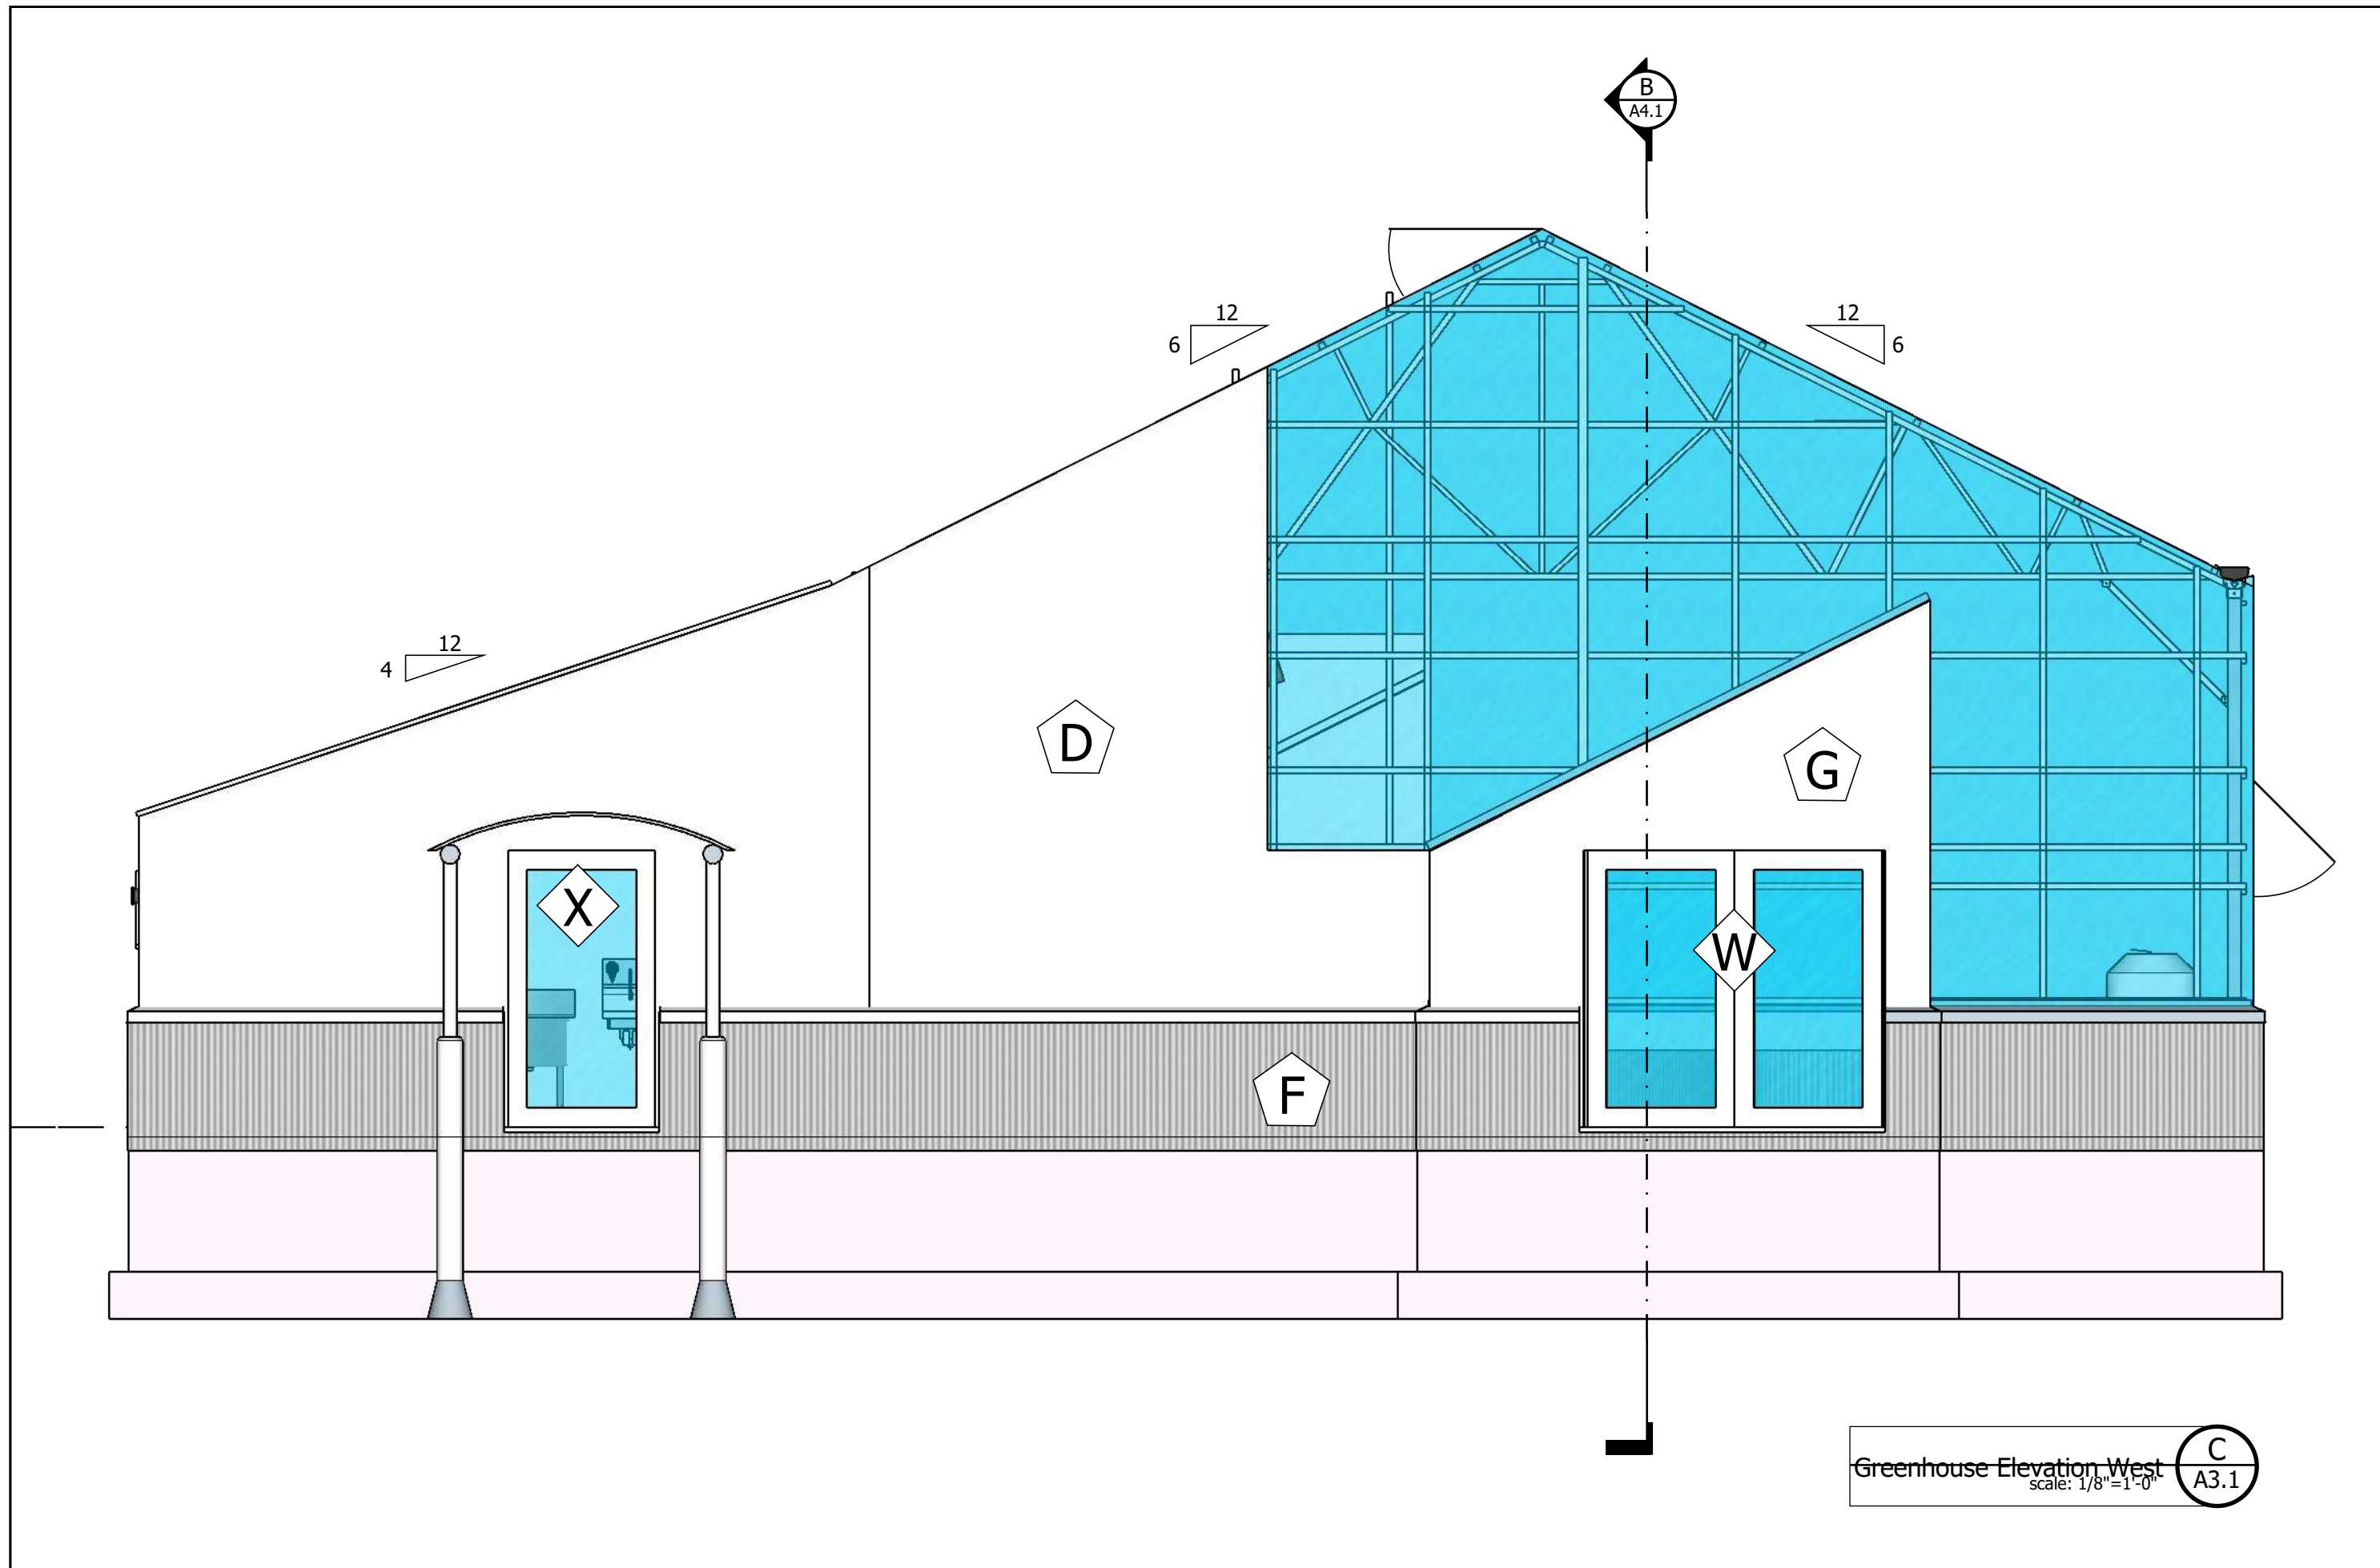 B
A4.1
12
6
12
6
12
4
D
G
X
W
F
Greenhouse Elevation West
scale: 1/8"=1'-0"
C
A3.1